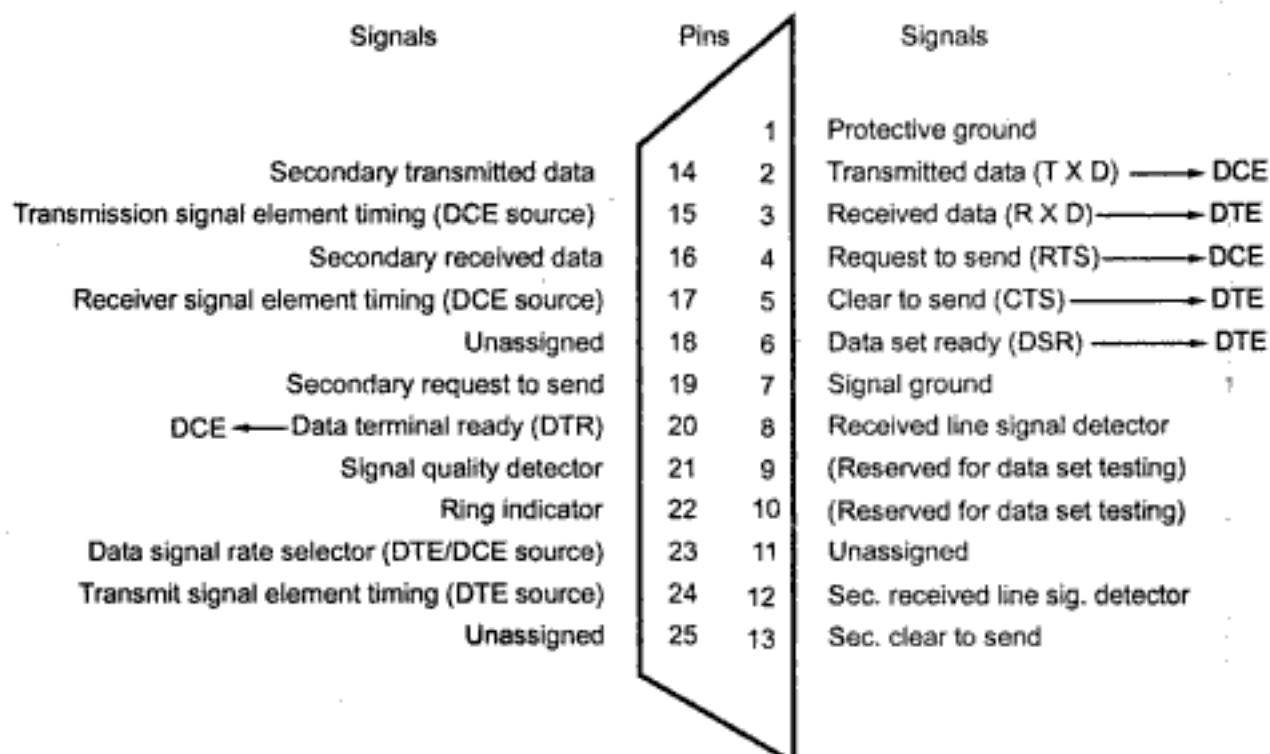 Signals Pins Signals
1 Protective ground
Secondary transmitted data 14 2 Transmitted data (T X D) DCE
Transmission signal element timing (DCE source) 15 3 Received data (R X D) DTE
Secondary received data 16 4 Request to send (RTS) DCE
Receiver signal element timing (DCE source) 17 5 Clear to send (CTS) DTE
Unassigned 18 6 Data set ready (DSR) DTE
Secondary request to send 19 7 Signal ground
DCE Data terminal ready (DTR) 20 8 Received line signal detector
Signal quality detector 21 9 (Reserved for data set testing)
Ring indicator 22 10 (Reserved for data set testing)
Data signal rate selector (DTE/DCE source) 23 11 Unassigned
Transmit signal element timing (DTE source) 24 12 Sec. received line sig. detector
Unassigned 25 13 Sec. clear to send